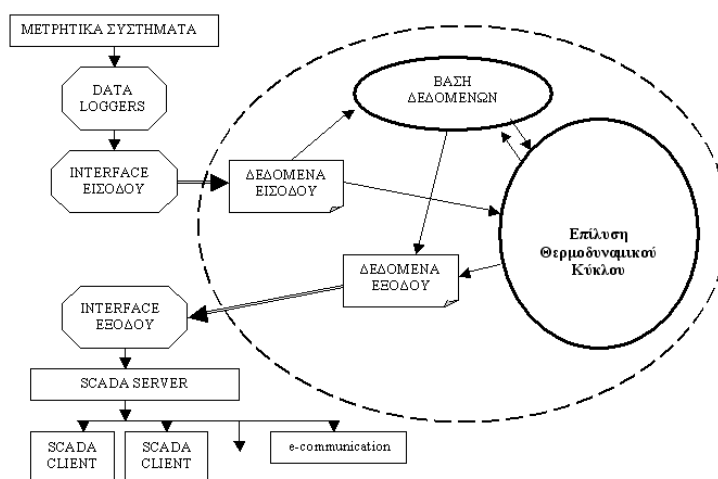 ΜΕΤΡΗΤΙΚΑ ΣΥΣΤΗΜΑΤΑ
DATA
LOGGERS
INTERFACE
ΕΙΣΟΔΟΥ
ΔΕΔΟΜΕΝΑ
ΕΙΣΟΔΟΥ
ΒΑΣΗ
ΔΕΔΟΜΕΝΩΝ
Επίλυση
Θερμοδυναμικού
Κύκλου
ΔΕΔΟΜΕΝΑ
ΕΞΟΔΟΥ
INTERFACE
ΕΞΟΔΟΥ
SCADA SERVER
SCADA
CLIENT
SCADA
CLIENT
e-communication